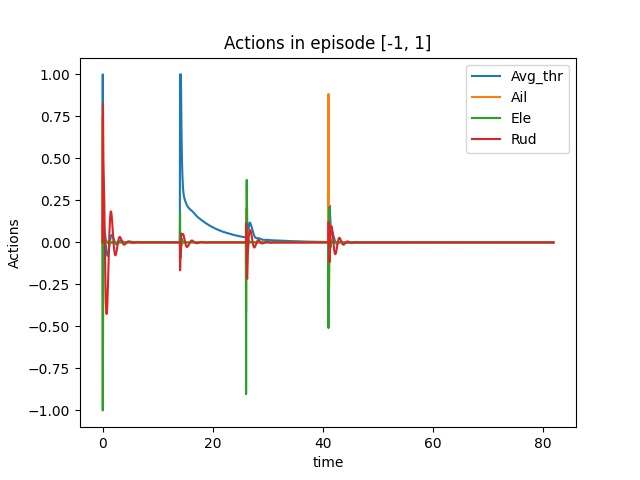 Actions in episode [-1, 1]
Avg_thr
Ail
Ele
Rud
1.00
0.75
0.50
0.25
0.00
−0.25
−0.50
−0.75
−1.00
Actions
0 20 40 60 80
time